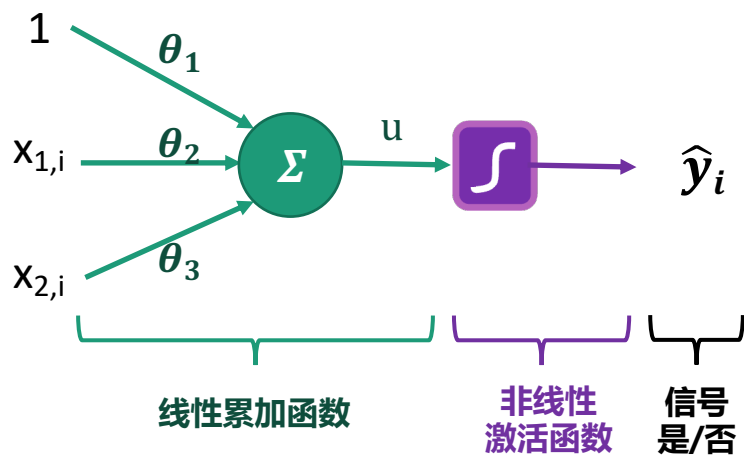 1
θ₁
x₁,ᵢ
θ₂
Σ
u
∫
ŷᵢ
x₂,ᵢ
θ₃
线性累加函数
非线性
激活函数
信号
是/否